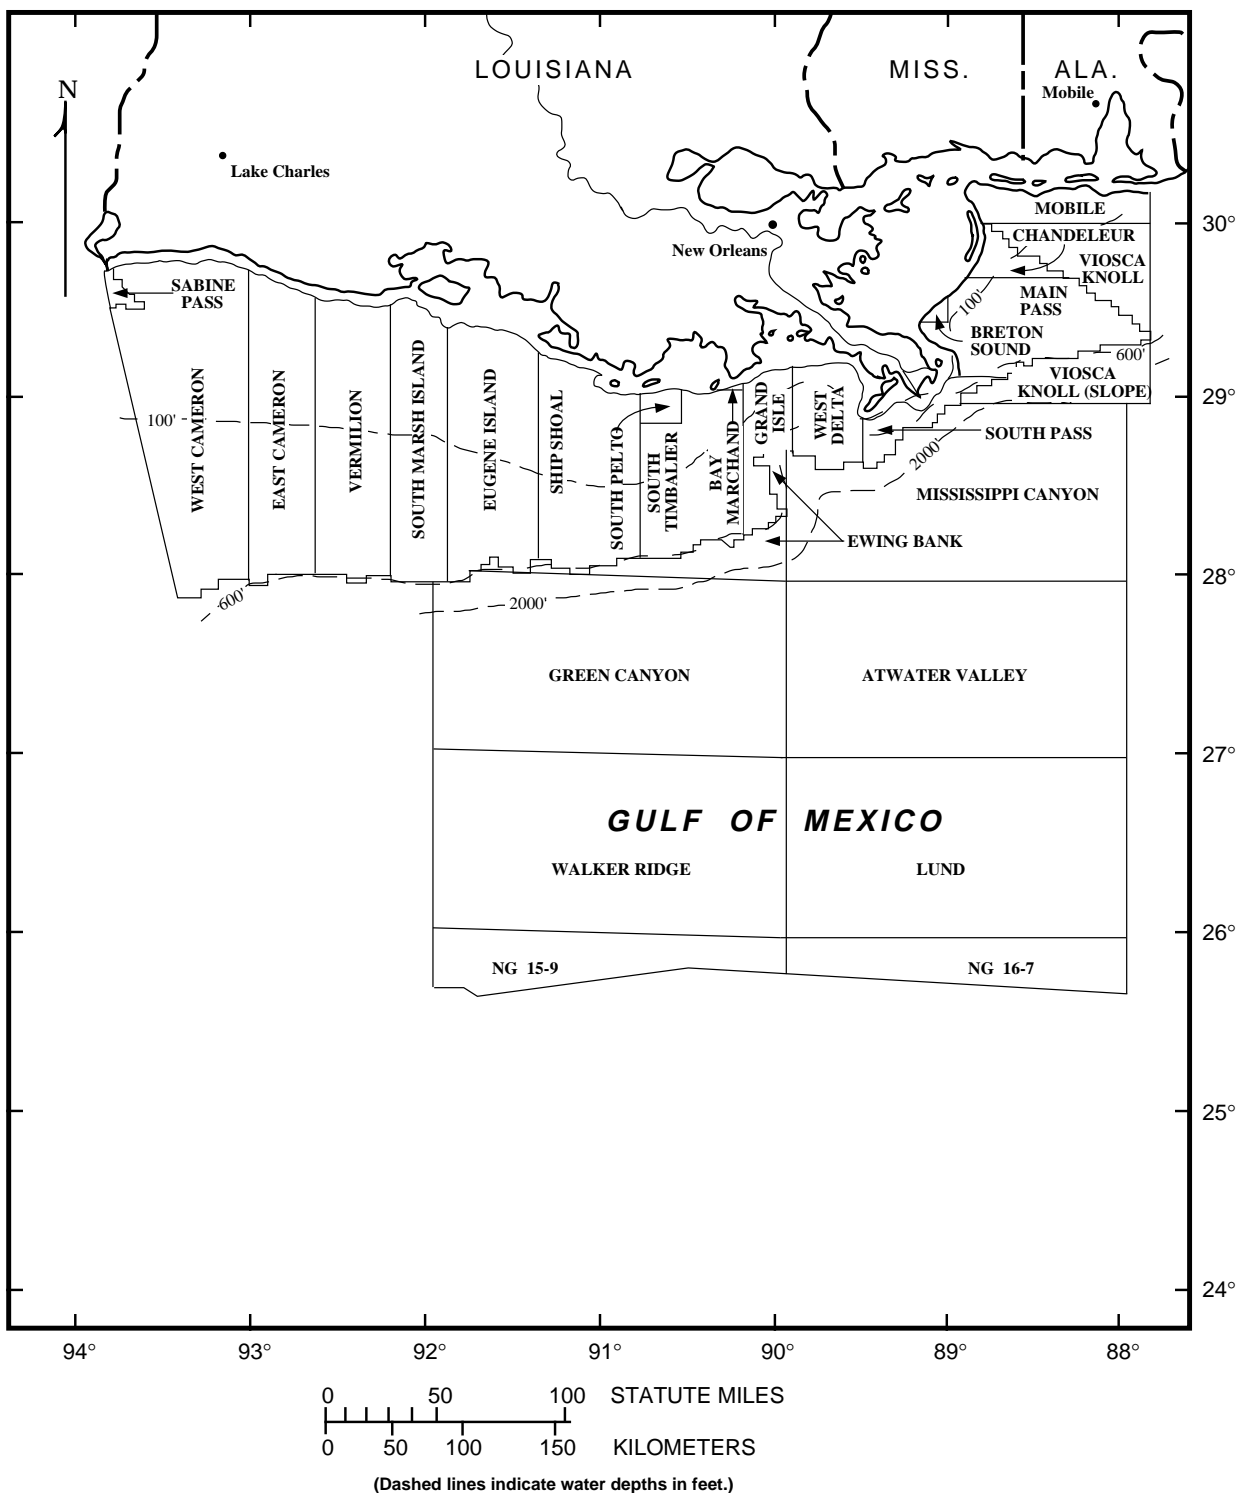 LOUISIANA
MISS.
ALA.
N
Mobile
Lake Charles
New Orleans
MOBILE
30°
CHANDELEUR
VIOSCA
KNOLL
SABINE
PASS
MAIN
PASS
100'
BRETON
SOUND
600'
VIOSCA
KNOLL (SLOPE)
29°
100'
WEST CAMERON
EAST CAMERON
VERMILION
SOUTH MARSH ISLAND
EUGENE ISLAND
SHIP SHOAL
SOUTH PELTO
SOUTH
TIMBALIER
BAY
MARCHAND
GRAND
ISLE
WEST
DELTA
SOUTH PASS
2000'
MISSISSIPPI CANYON
EWING BANK
28°
600'
2000'
GREEN CANYON
ATWATER VALLEY
27°
GULF OF MEXICO
WALKER RIDGE
LUND
26°
NG 15-9
NG 16-7
25°
24°
94°
93°
92°
91°
90°
89°
88°
0 50 100 STATUTE MILES
0 50 100 150 KILOMETERS
(Dashed lines indicate water depths in feet.)